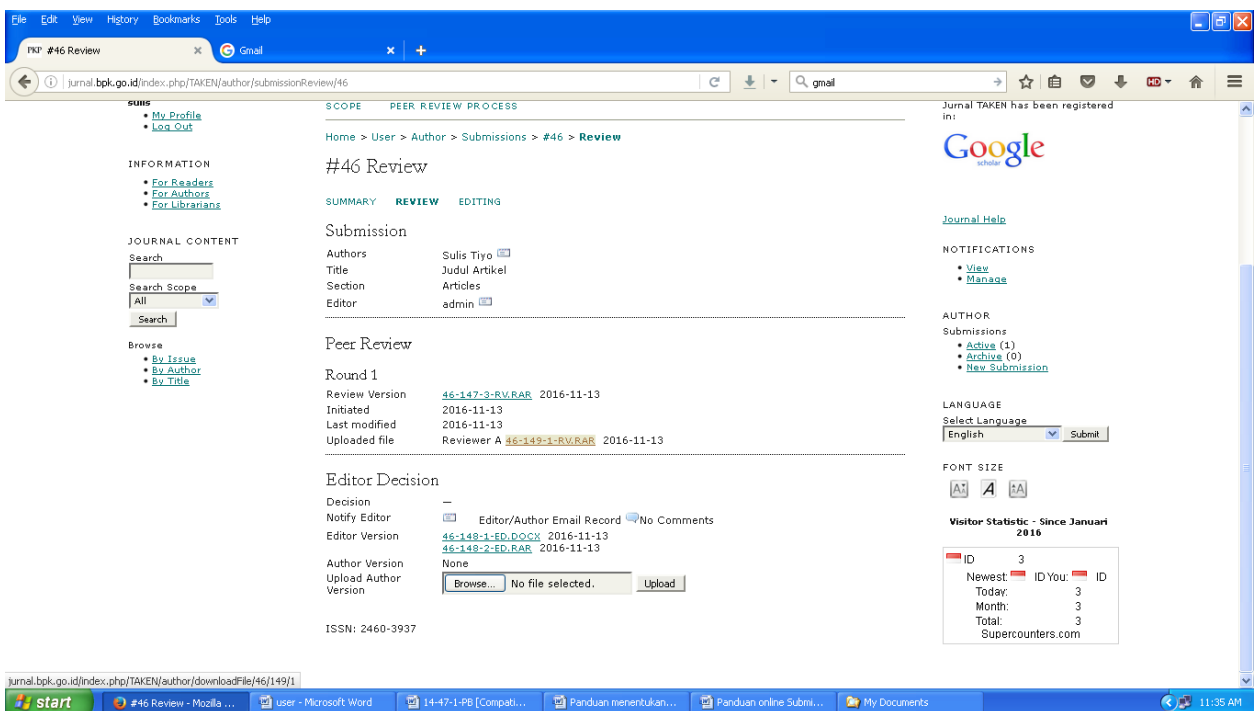 File Edit View History Bookmarks Tools Help
PKP #46 Review × G Gmail × +
jurnal.bpk.go.id/index.php/TAKEN/author/submissionReview/46
gmail
HD
sulis
My Profile
Log Out
INFORMATION
For Readers
For Authors
For Librarians
JOURNAL CONTENT
Search
Search Scope
All
Search
Browse
By Issue
By Author
By Title
SCOPE PEER REVIEW PROCESS
Home > User > Author > Submissions > #46 > Review
#46 Review
SUMMARY REVIEW EDITING
Submission
Authors Sulis Tiyo
Title Judul Artikel
Section Articles
Editor admin
Peer Review
Round 1
Review Version 46-147-3-RV.RAR 2016-11-13
Initiated 2016-11-13
Last modified 2016-11-13
Uploaded file Reviewer A 46-149-1-RV.RAR 2016-11-13
Editor Decision
Decision —
Notify Editor Editor/Author Email Record No Comments
Editor Version 46-148-1-ED.DOCX 2016-11-13
46-148-2-ED.RAR 2016-11-13
Author Version None
Upload Author
Version Browse... No file selected. Upload
ISSN: 2460-3937
Jurnal TAKEN has been registered
in:
Google
scholar
Journal Help
NOTIFICATIONS
View
Manage
AUTHOR
Submissions
Active (1)
Archive (0)
New Submission
LANGUAGE
Select Language
English Submit
FONT SIZE
A A A
Visitor Statistic - Since Januari
2016
ID 3
Newest: ID You: ID
Today: 3
Month: 3
Total: 3
Supercounters.com
jurnal.bpk.go.id/index.php/TAKEN/author/downloadFile/46/149/1
start #46 Review - Mozilla ... user - Microsoft Word 14-47-1-PB [Compati... Panduan menentukan... Panduan online Submi... My Documents 11:35 AM